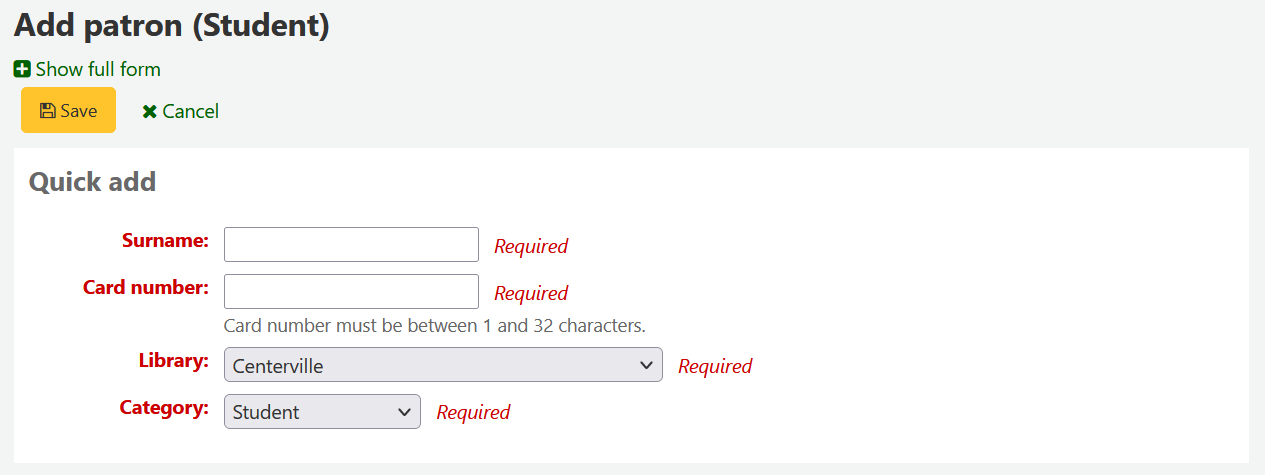 Add patron (Student)
Show full form
Save Cancel
Quick add
Surname: Required
Card number: Required
Card number must be between 1 and 32 characters.
Library: Centerville Required
Category: Student Required